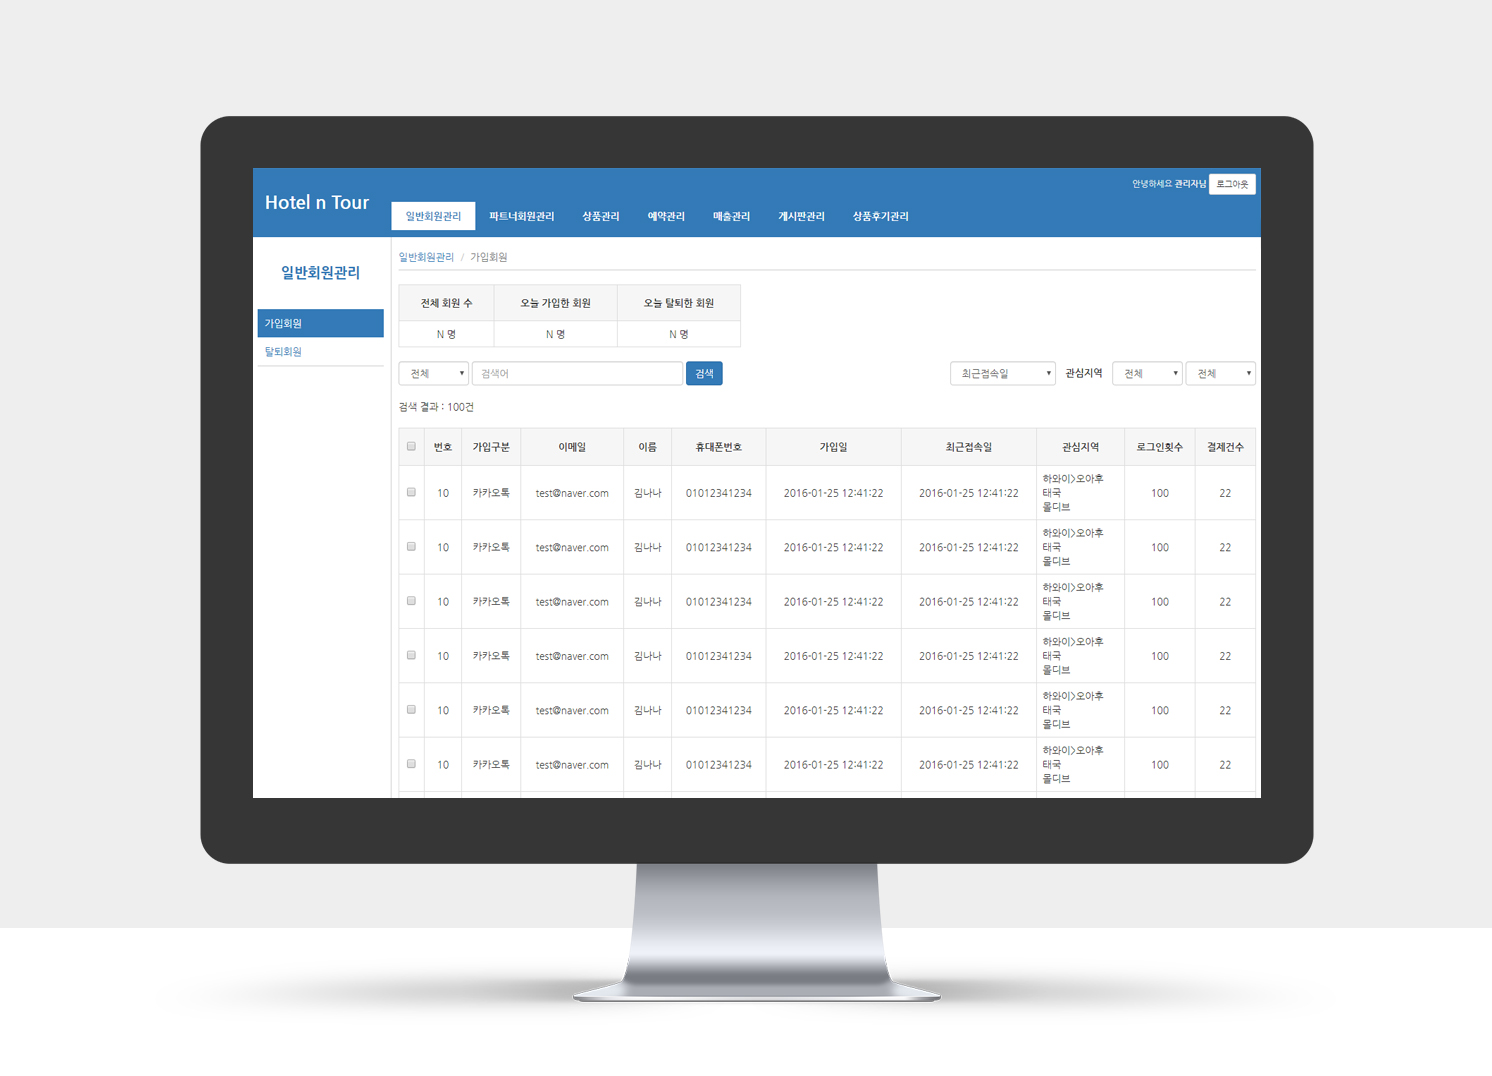 안녕하세요 관리자님 로그아웃
Hotel n Tour
일반회원관리 파트너회원관리 상품관리 예약관리 매출관리 게시판관리 상품후기관리
일반회원관리
가입회원
탈퇴회원
일반회원관리 / 가입회원
전체 회원 수 오늘 가입한 회원 오늘 탈퇴한 회원
N 명 N 명 N 명
전체 검색어 검색 최근접속일 관심지역 전체 전체
검색 결과 : 100건
번호 가입구분 이메일 이름 휴대폰번호 가입일 최근접속일 관심지역 로그인횟수 결제건수
10 카카오톡 test@naver.com 김나나 01012341234 2016-01-25 12:41:22 2016-01-25 12:41:22 하와이>오아후 100 22
태국
몰디브
10 카카오톡 test@naver.com 김나나 01012341234 2016-01-25 12:41:22 2016-01-25 12:41:22 하와이>오아후 100 22
태국
몰디브
10 카카오톡 test@naver.com 김나나 01012341234 2016-01-25 12:41:22 2016-01-25 12:41:22 하와이>오아후 100 22
태국
몰디브
10 카카오톡 test@naver.com 김나나 01012341234 2016-01-25 12:41:22 2016-01-25 12:41:22 하와이>오아후 100 22
태국
몰디브
10 카카오톡 test@naver.com 김나나 01012341234 2016-01-25 12:41:22 2016-01-25 12:41:22 하와이>오아후 100 22
태국
몰디브
10 카카오톡 test@naver.com 김나나 01012341234 2016-01-25 12:41:22 2016-01-25 12:41:22 하와이>오아후 100 22
태국
몰디브